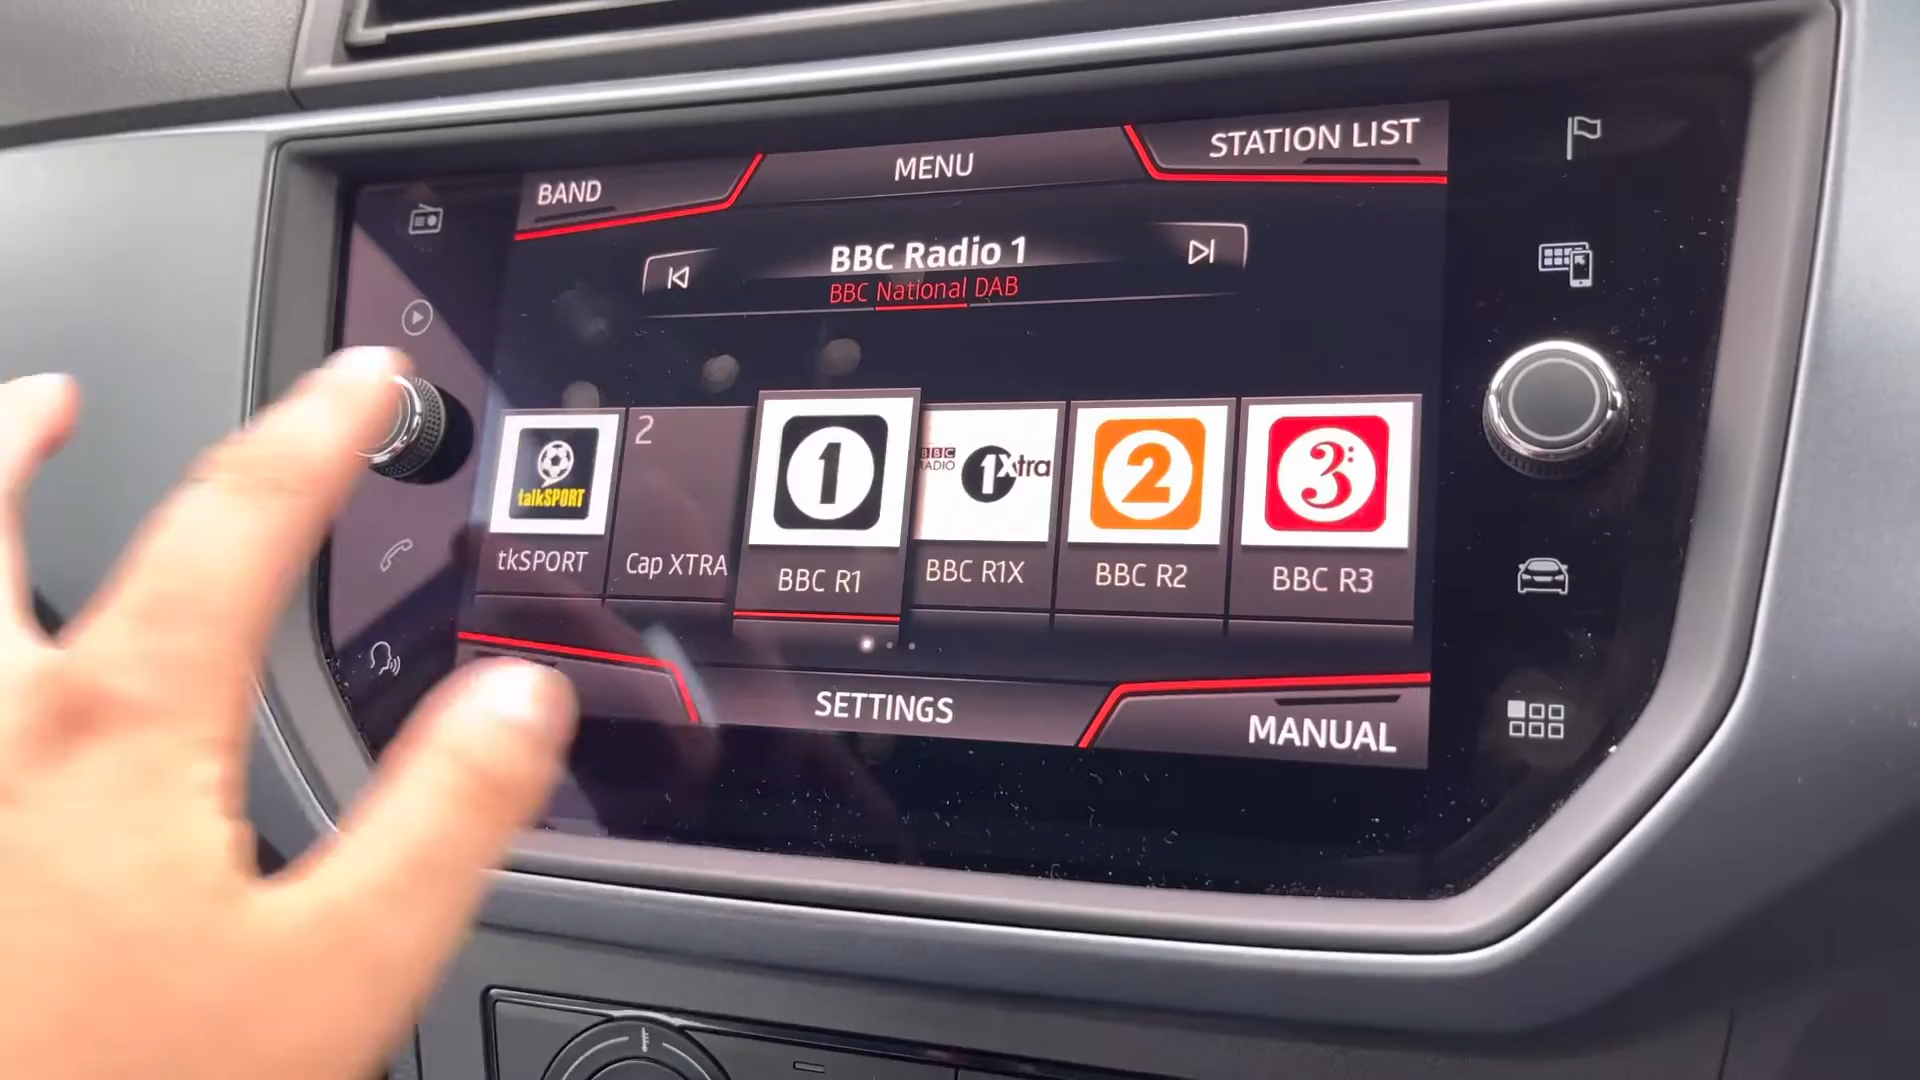 BAND
MENU
STATION LIST
BBC Radio 1
BBC National DAB
talkSPORT
tkSPORT
2
Cap XTRA
1
BBC R1
BBC
RADIO
1Xtra
BBC R1X
2
BBC R2
3
BBC R3
SETTINGS
MANUAL